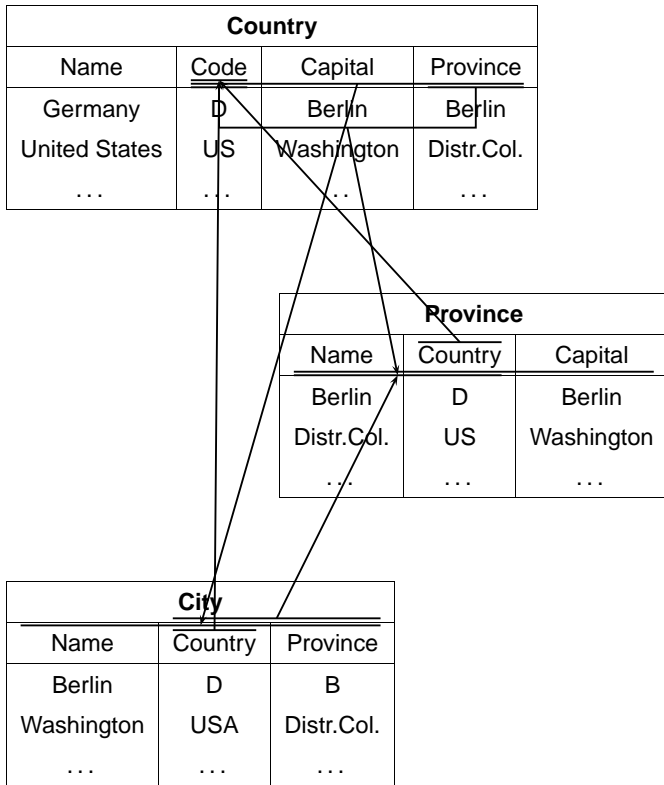 Country
Name Code Capital Province
Germany D Berlin Berlin
United States US Washington Distr.Col.
... ... ... ...
Province
Name Country Capital
Berlin D Berlin
Distr.Col. US Washington
... ... ...
City
Name Country Province
Berlin D B
Washington USA Distr.Col.
... ... ...